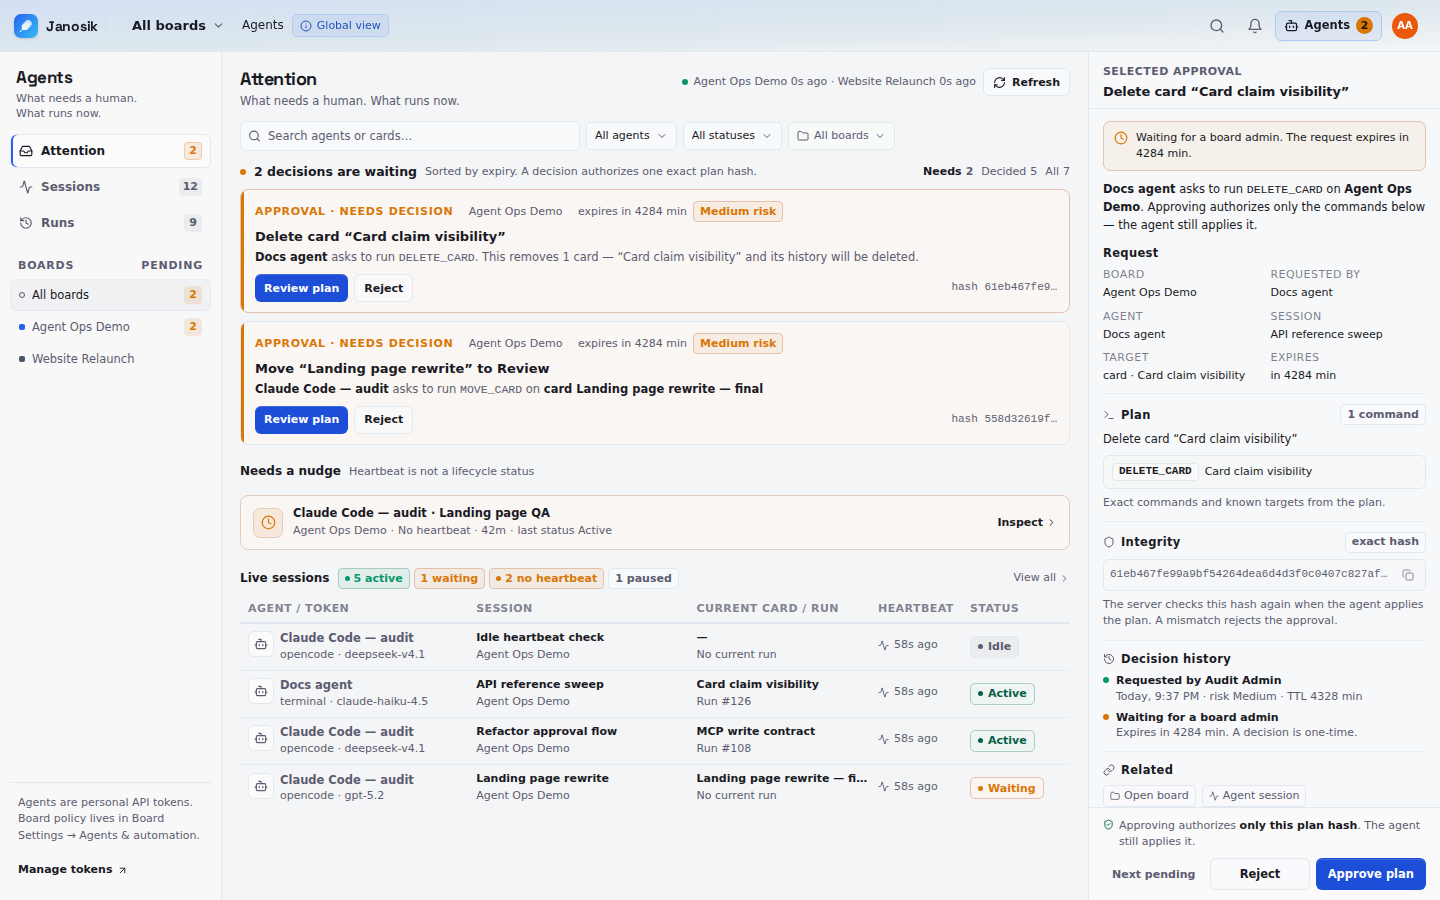 Janosik
All boards
Agents
Global view
Agents 2
AA
Agents
What needs a human.
What runs now.
Attention 2
Sessions 12
Runs 9
BOARDS PENDING
All boards 2
Agent Ops Demo 2
Website Relaunch
Agents are personal API tokens.
Board policy lives in Board
Settings → Agents & automation.
Manage tokens
Attention
What needs a human. What runs now.
Agent Ops Demo 0s ago · Website Relaunch 0s ago
Refresh
Search agents or cards...
All agents
All statuses
All boards
2 decisions are waiting Sorted by expiry. A decision authorizes one exact plan hash.
Needs 2 Decided 5 All 7
APPROVAL · NEEDS DECISION Agent Ops Demo expires in 4284 min Medium risk
Delete card “Card claim visibility”
Docs agent asks to run DELETE_CARD. This removes 1 card — “Card claim visibility” and its history will be deleted.
Review plan
Reject
hash 61eb467fe9…
APPROVAL · NEEDS DECISION Agent Ops Demo expires in 4284 min Medium risk
Move “Landing page rewrite” to Review
Claude Code — audit asks to run MOVE_CARD on card Landing page rewrite — final
Review plan
Reject
hash 558d32619f…
Needs a nudge Heartbeat is not a lifecycle status
Claude Code — audit · Landing page QA
Agent Ops Demo · No heartbeat · 42m · last status Active
Inspect
Live sessions 5 active 1 waiting 2 no heartbeat 1 paused
View all
AGENT / TOKEN SESSION CURRENT CARD / RUN HEARTBEAT STATUS
Claude Code — audit Idle heartbeat check — 58s ago Idle
opencode · deepseek-v4.1 Agent Ops Demo No current run
Docs agent API reference sweep Card claim visibility 58s ago Active
terminal · claude-haiku-4.5 Agent Ops Demo Run #126
Claude Code — audit Refactor approval flow MCP write contract 58s ago Active
opencode · deepseek-v4.1 Agent Ops Demo Run #108
Claude Code — audit Landing page rewrite Landing page rewrite — fi… 58s ago Waiting
opencode · gpt-5.2 Agent Ops Demo No current run
SELECTED APPROVAL
Delete card “Card claim visibility”
Waiting for a board admin. The request expires in
4284 min.
Docs agent asks to run DELETE_CARD on Agent Ops
Demo. Approving authorizes only the commands below
— the agent still applies it.
Request
BOARD REQUESTED BY
Agent Ops Demo Docs agent
AGENT SESSION
Docs agent API reference sweep
TARGET EXPIRES
card · Card claim visibility in 4284 min
Plan 1 command
Delete card “Card claim visibility”
DELETE_CARD Card claim visibility
Exact commands and known targets from the plan.
Integrity exact hash
61eb467fe99a9bf54264dea6d4d3f0c0407c827af…
The server checks this hash again when the agent applies
the plan. A mismatch rejects the approval.
Decision history
Requested by Audit Admin
Today, 9:37 PM · risk Medium · TTL 4328 min
Waiting for a board admin
Expires in 4284 min. A decision is one-time.
Related
Open board
Agent session
Approving authorizes only this plan hash. The agent
still applies it.
Next pending
Reject
Approve plan